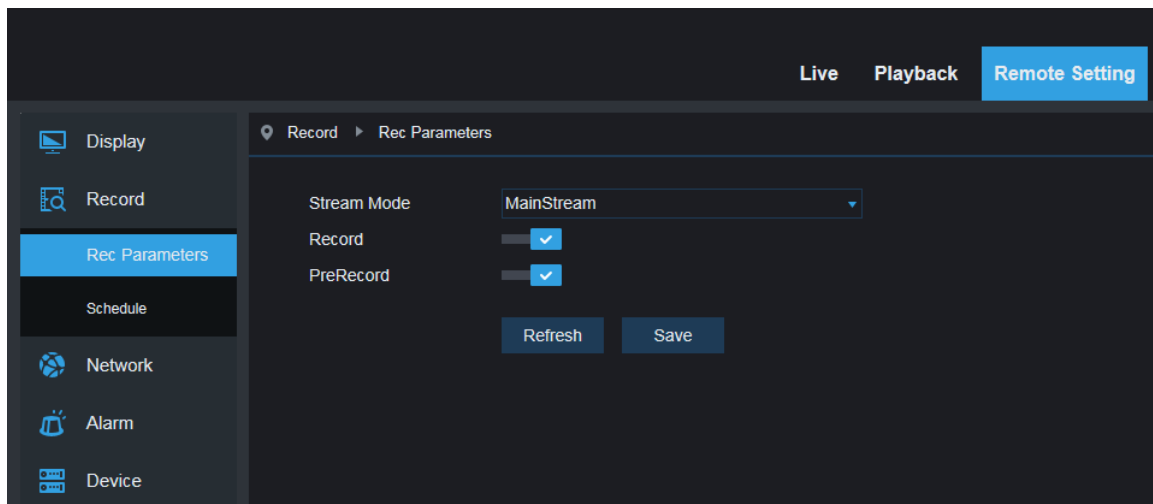 Live Playback Remote Setting
Display
Record
Rec Parameters
Schedule
Network
Alarm
Device
Record Rec Parameters
Stream Mode MainStream
Record
PreRecord
Refresh Save